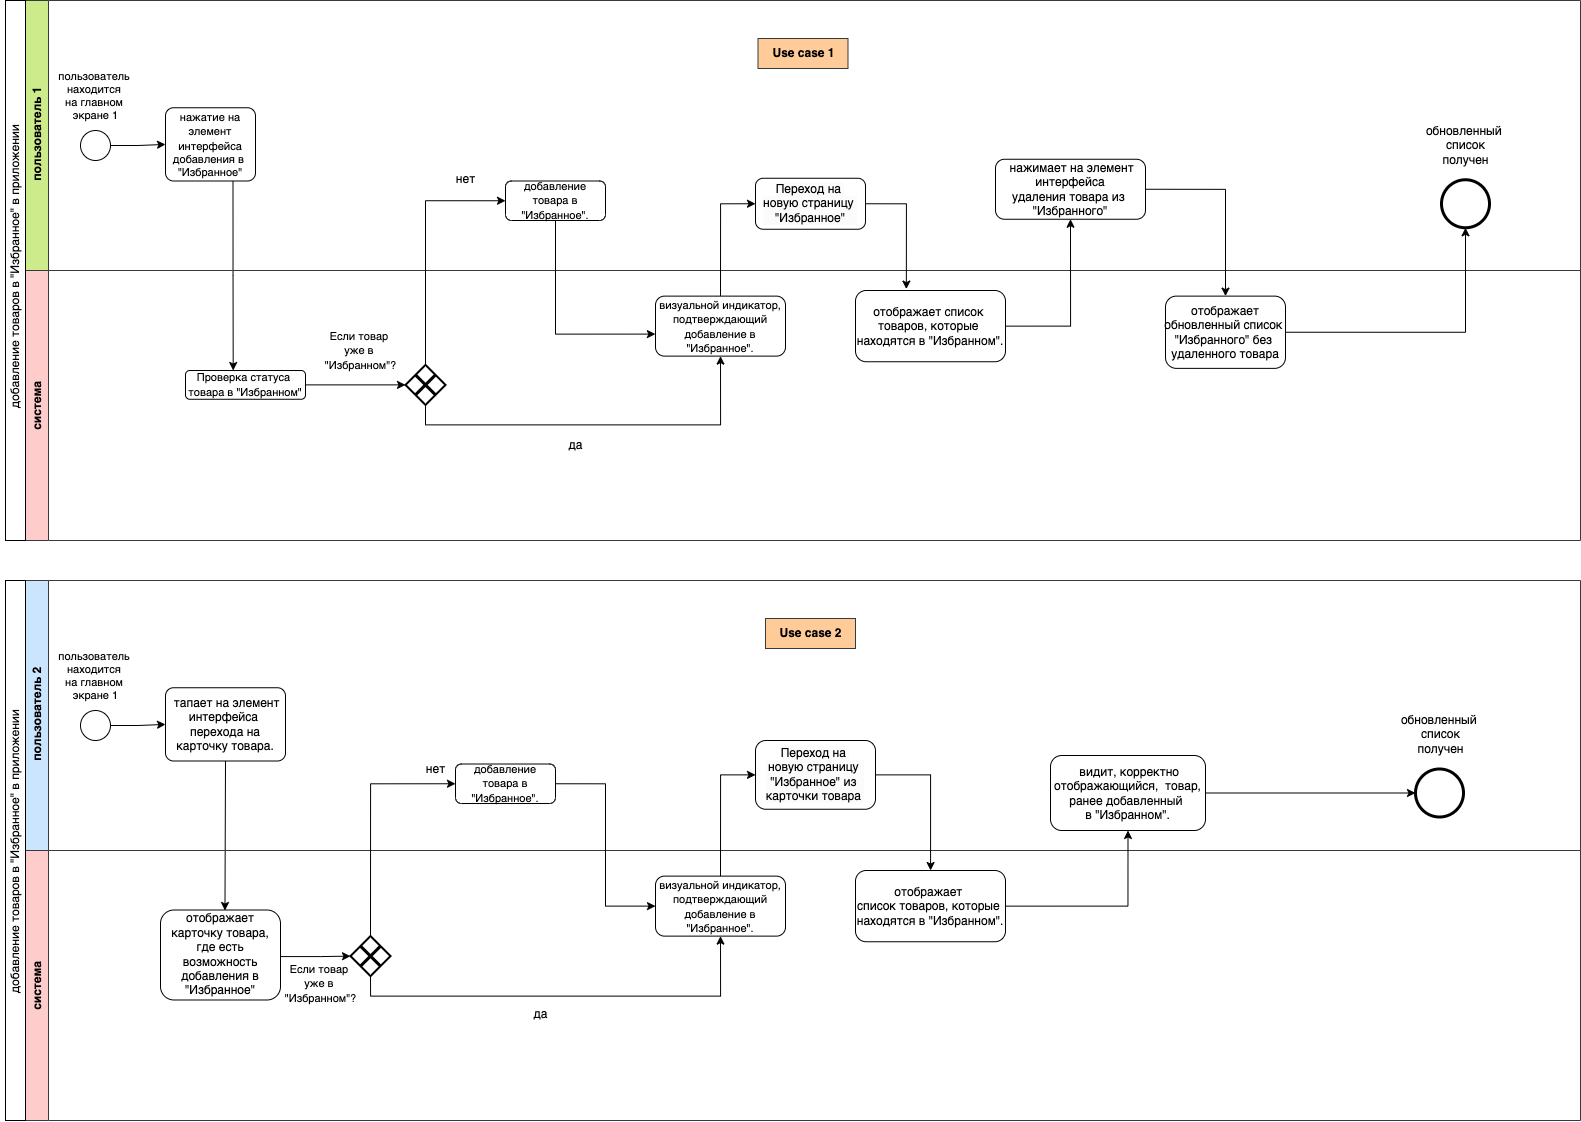 добавление товаров в "Избранное" в приложении
пользователь 1
система
Use case 1
пользователь
находится
на главном
экране 1
нажатие на
элемент
интерфейса
добавления в
"Избранное"
Проверка статуса
товара в "Избранном"
Если товар
уже в
"Избранном"?
нет
да
добавление
товара в
"Избранное".
визуальной индикатор,
подтверждающий
добавление в
"Избранное".
Переход на
новую страницу
"Избранное"
отображает список
товаров, которые
находятся в "Избранном".
нажимает на элемент
интерфейса
удаления товара из
"Избранного"
отображает
обновленный список
"Избранного" без
удаленного товара
обновленный
список
получен
добавление товаров в "Избранное" в приложении
пользователь 2
система
Use case 2
пользователь
находится
на главном
экране 1
тапает на элемент
интерфейса
перехода на
карточку товара.
отображает
карточку товара,
где есть
возможность
добавления в
"Избранное"
Если товар
уже в
"Избранном"?
нет
да
добавление
товара в
"Избранное".
визуальной индикатор,
подтверждающий
добавление в
"Избранное".
Переход на
новую страницу
"Избранное" из
карточки товара
отображает
список товаров, которые
находятся в "Избранном".
видит, корректно
отображающийся, товар,
ранее добавленный
в "Избранном".
обновленный
список
получен